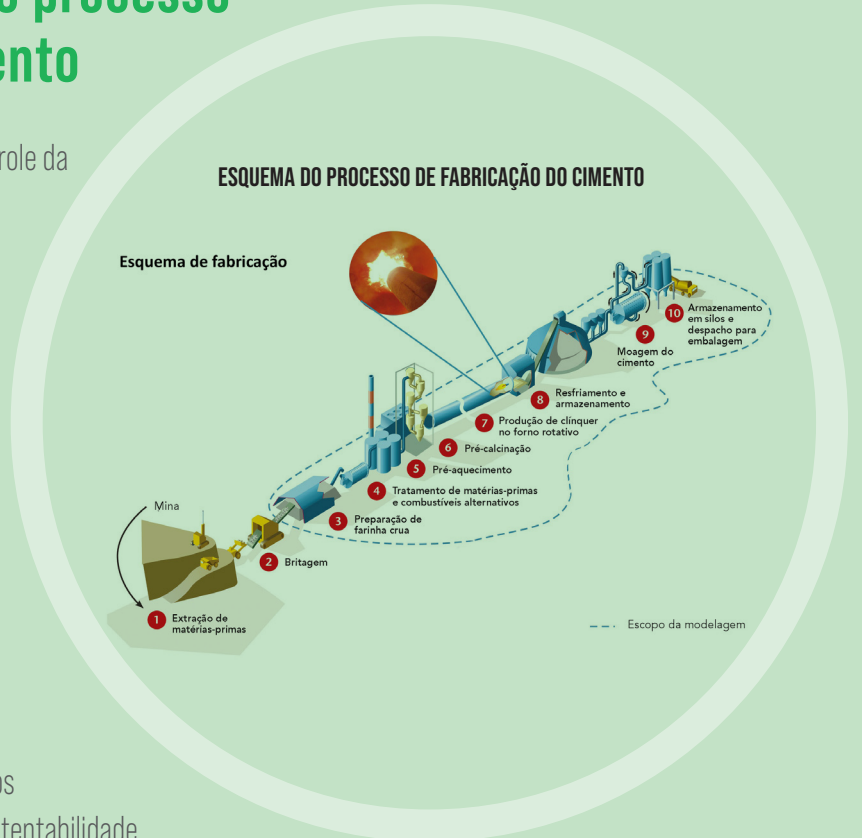 processo
ento
role da
ESQUEMA DO PROCESSO DE FABRICAÇÃO DO CIMENTO
Esquema de fabricação
10 Armazenamento
em silos e
despacho para
embalagem
9
Moagem do
cimento
8 Resfriamento e
armazenamento
7 Produção de clínquer
no forno rotativo
6 Pré-calcinação
5 Pré-aquecimento
4 Tratamento de matérias-primas
e combustíveis alternativos
3 Preparação de
farinha crua
Mina
2 Britagem
1 Extração de
matérias-primas
Escopo da modelagem
os
tentabilidade